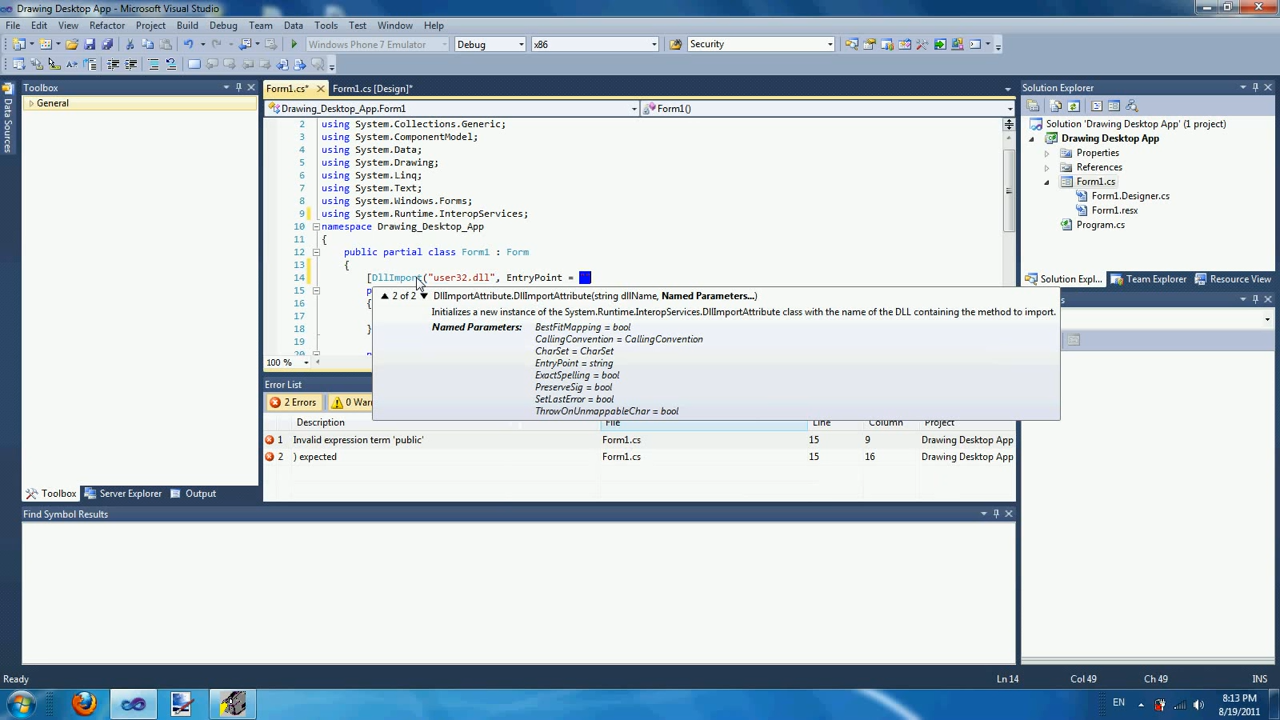 Drawing Desktop App - Microsoft Visual Studio
File Edit View Refactor Project Build Debug Team Data Tools Test Window Help
Windows Phone 7 Emulator Debug x86 Security
Toolbox
General
Data Sources
Form1.cs* Form1.cs [Design]*
Drawing_Desktop_App.Form1 Form1()
2 using System.Collections.Generic;
3 using System.ComponentModel;
4 using System.Data;
5 using System.Drawing;
6 using System.Linq;
7 using System.Text;
8 using System.Windows.Forms;
9 using System.Runtime.InteropServices;
10 namespace Drawing_Desktop_App
11 {
12 public partial class Form1 : Form
13 {
14 [DllImport("user32.dll", EntryPoint =
15
16 {
17
18 }
19
20
2 of 2 DllImportAttribute.DllImportAttribute(string dllName, Named Parameters...)
Initializes a new instance of the System.Runtime.InteropServices.DllImportAttribute class with the name of the DLL containing the method to import.
Named Parameters: BestFitMapping = bool
CallingConvention = CallingConvention
CharSet = CharSet
EntryPoint = string
ExactSpelling = bool
PreserveSig = bool
SetLastError = bool
ThrowOnUnmappableChar = bool
100 %
Error List
2 Errors 0
Description File Line Column Project
1 Invalid expression term 'public' Form1.cs 15 9 Drawing Desktop App
2 ) expected Form1.cs 15 16 Drawing Desktop App
Toolbox Server Explorer Output
Find Symbol Results
Solution Explorer
Solution 'Drawing Desktop App' (1 project)
Drawing Desktop App
Properties
References
Form1.cs
Form1.Designer.cs
Form1.resx
Program.cs
Solution Expl... Team Explorer Resource View
Ready Ln 14 Col 49 Ch 49 INS
EN 8:13 PM
8/19/2011